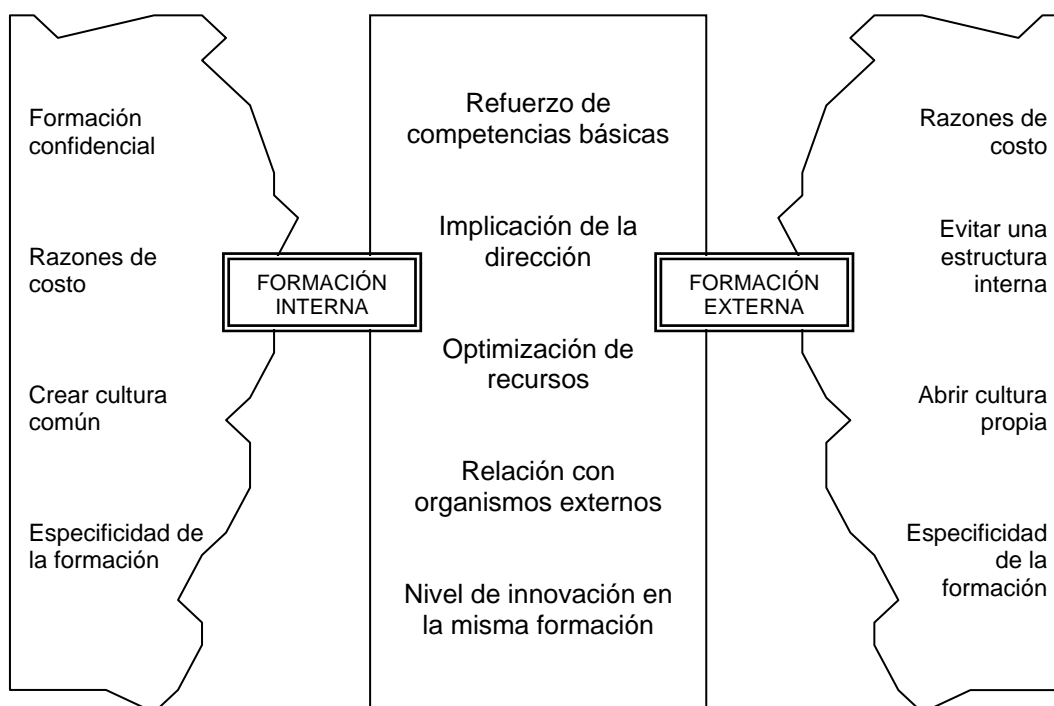 Formación
confidencial
Razones de
costo
Crear cultura
común
Especificidad de
la formación
FORMACIÓN
INTERNA
Refuerzo de
competencias básicas
Implicación de la
dirección
Optimización de
recursos
Relación con
organismos externos
Nivel de innovación en
la misma formación
FORMACIÓN
EXTERNA
Razones de
costo
Evitar una
estructura
interna
Abrir cultura
propia
Especificidad
de la
formación